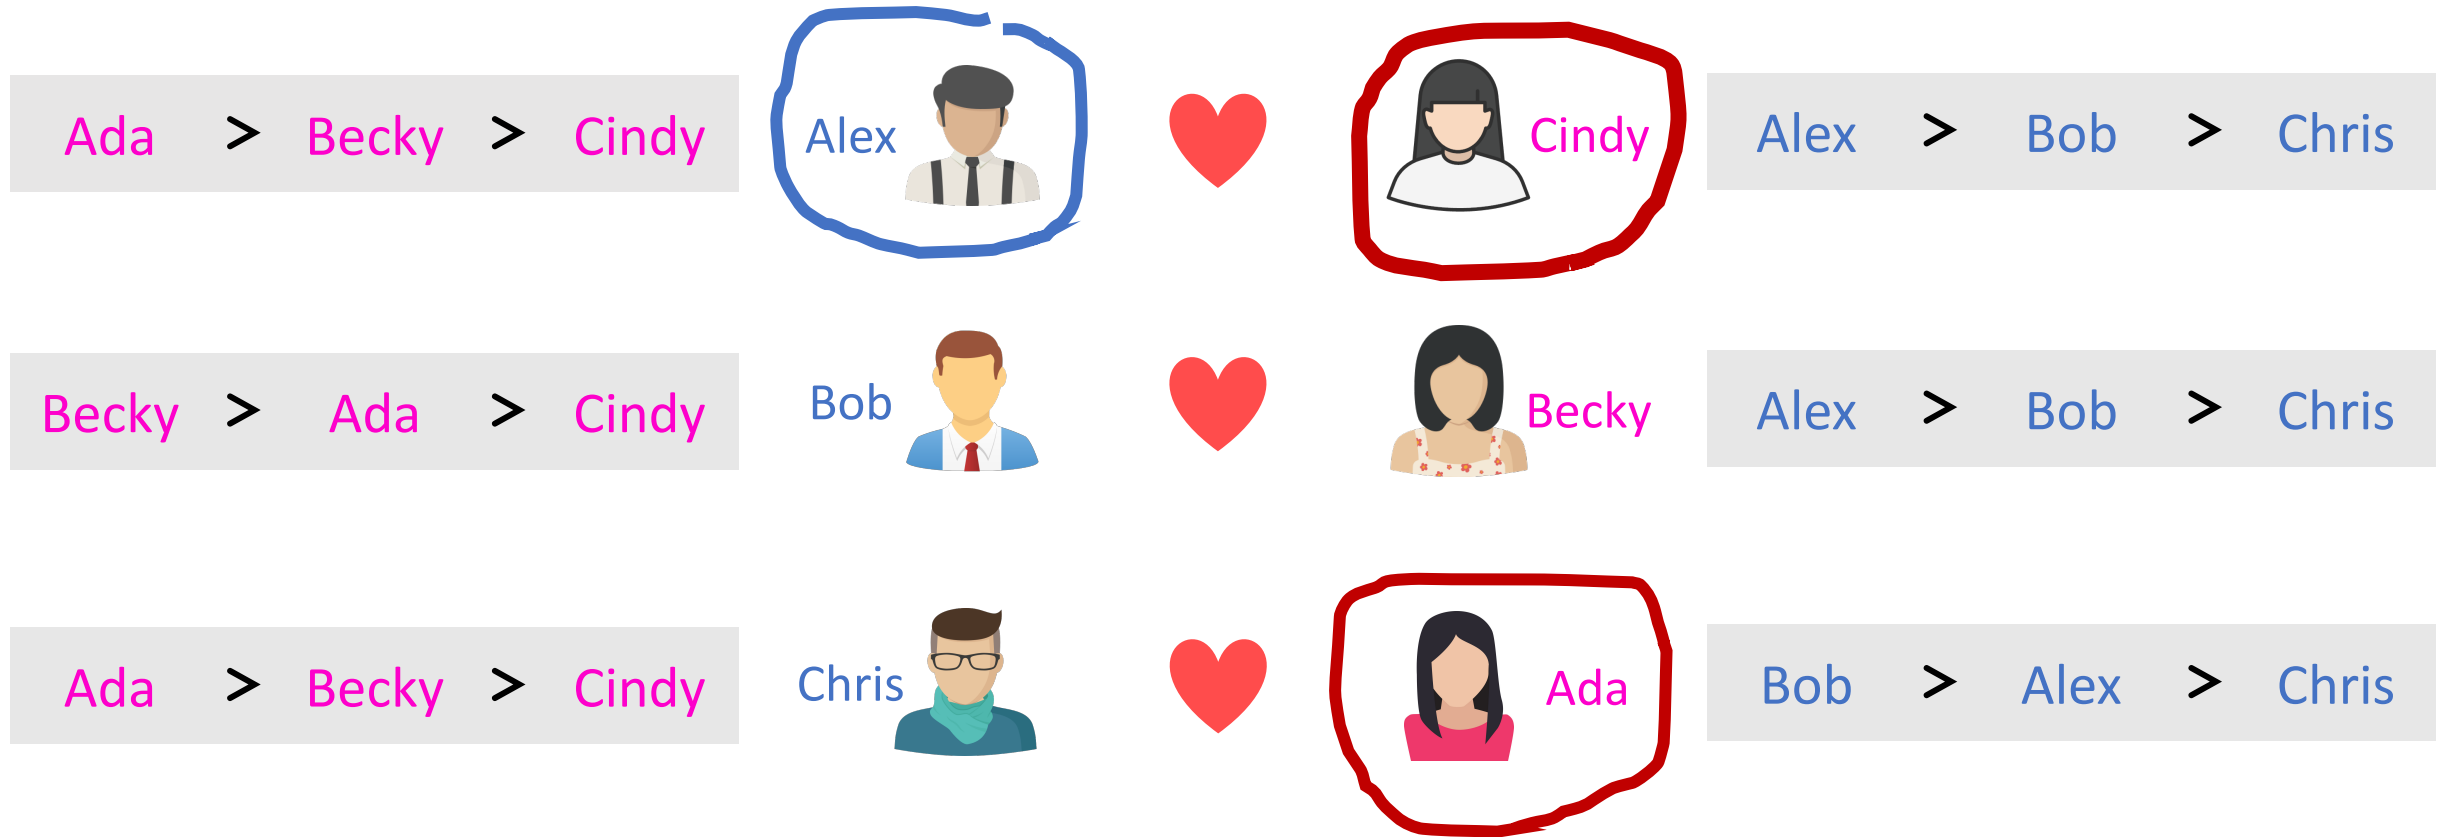 Ada > Becky > Cindy Alex Cindy Alex > Bob > Chris
Becky > Ada > Cindy Bob Becky Alex > Bob > Chris
Ada > Becky > Cindy Chris Ada Bob > Alex > Chris